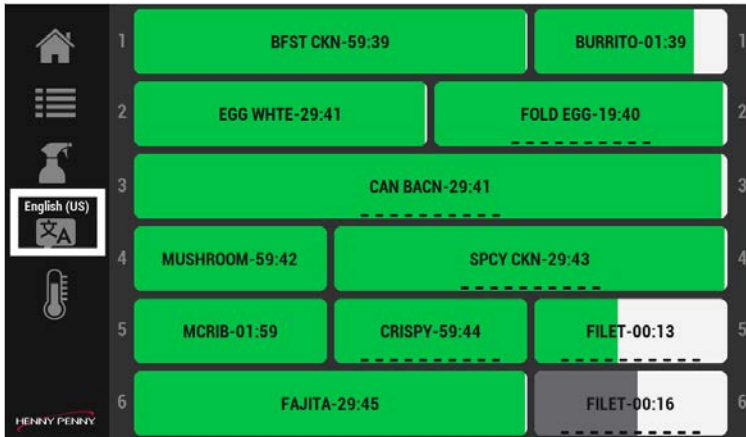 1 BFST CKN-59:39 BURRITO-01:39 1
2 EGG WHTE-29:41 FOLD EGG-19:40 2
3 CAN BACN-29:41 3
English (US)
文A
4 MUSHROOM-59:42 SPCY CKN-29:43 4
5 MCRIB-01:59 CRISPY-59:44 FILET-00:13 5
6 FAJITA-29:45 FILET-00:16 6
HENNY PENNY